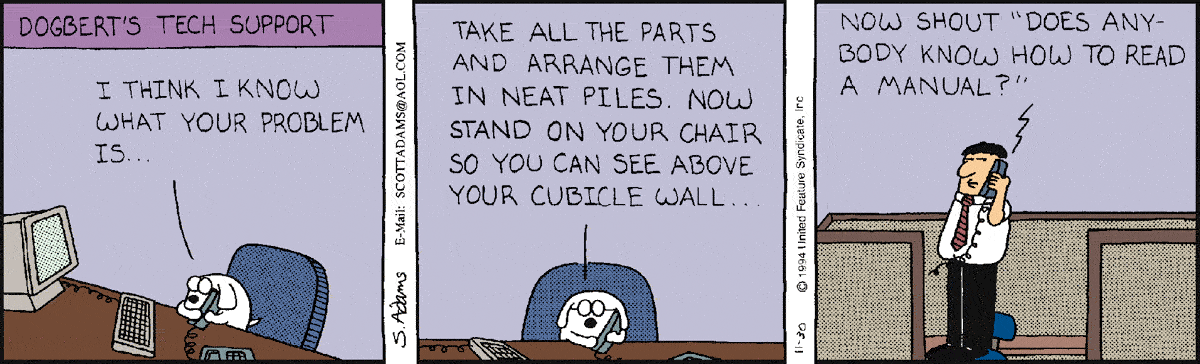 DOGBERT'S TECH SUPPORT
I THINK I KNOW
WHAT YOUR PROBLEM
IS...
S. Adams E-Mail: SCOTTADAMS@AOL.COM
TAKE ALL THE PARTS
AND ARRANGE THEM
IN NEAT PILES. NOW
STAND ON YOUR CHAIR
SO YOU CAN SEE ABOVE
YOUR CUBICLE WALL...
11-30 © 1994 United Feature Syndicate, Inc
NOW SHOUT "DOES ANY-
BODY KNOW HOW TO READ
A MANUAL?"